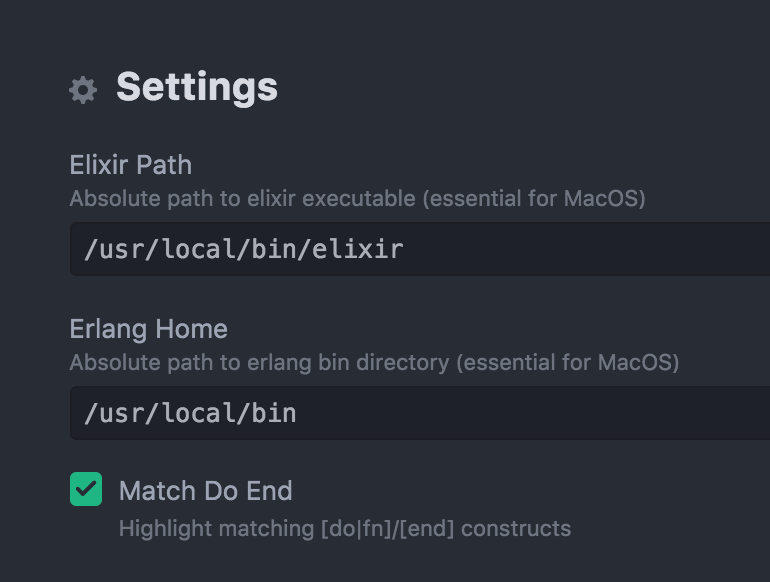 Settings
Elixir Path
Absolute path to elixir executable (essential for MacOS)
/usr/local/bin/elixir
Erlang Home
Absolute path to erlang bin directory (essential for MacOS)
/usr/local/bin
Match Do End
Highlight matching [do|fn]/[end] constructs